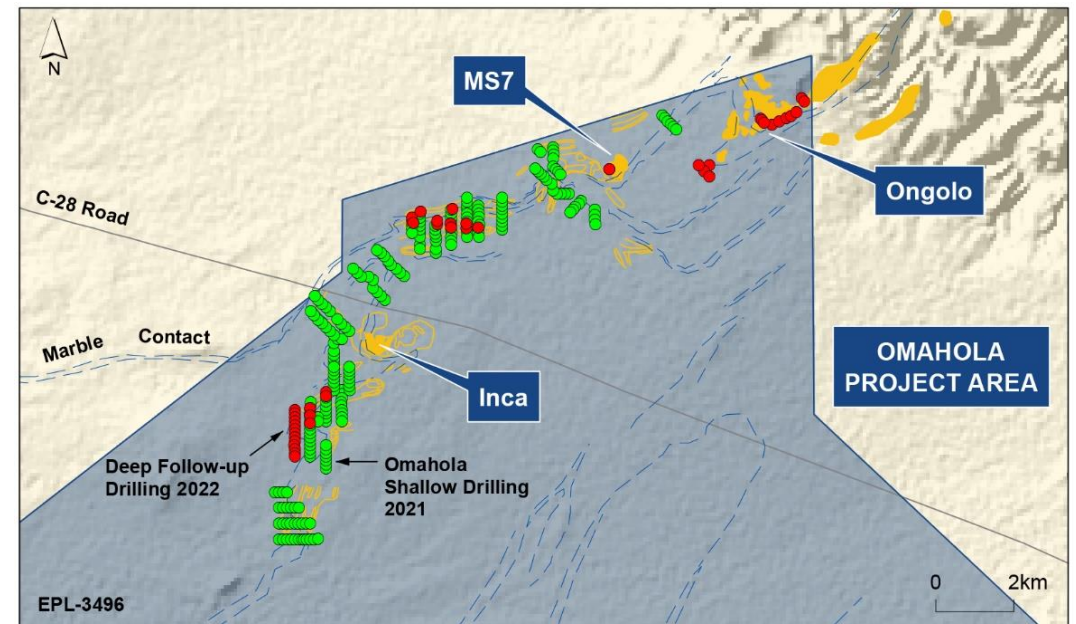 N
MS7
Ongolo
C-28 Road
Marble Contact
OMAHOLA
PROJECT AREA
Inca
Deep Follow-up
Drilling 2022
Omahola
Shallow Drilling
2021
0 2km
EPL-3496